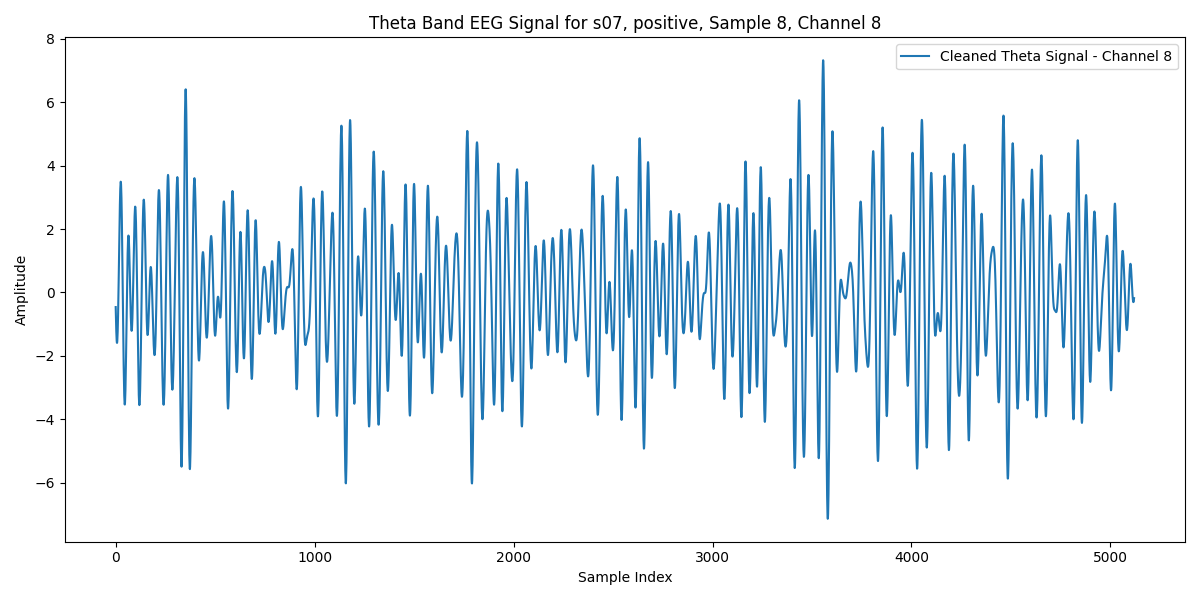 Theta Band EEG Signal for s07, positive, Sample 8, Channel 8
Cleaned Theta Signal - Channel 8
Amplitude
8
6
4
2
0
−2
−4
−6
0 1000 2000 3000 4000 5000
Sample Index